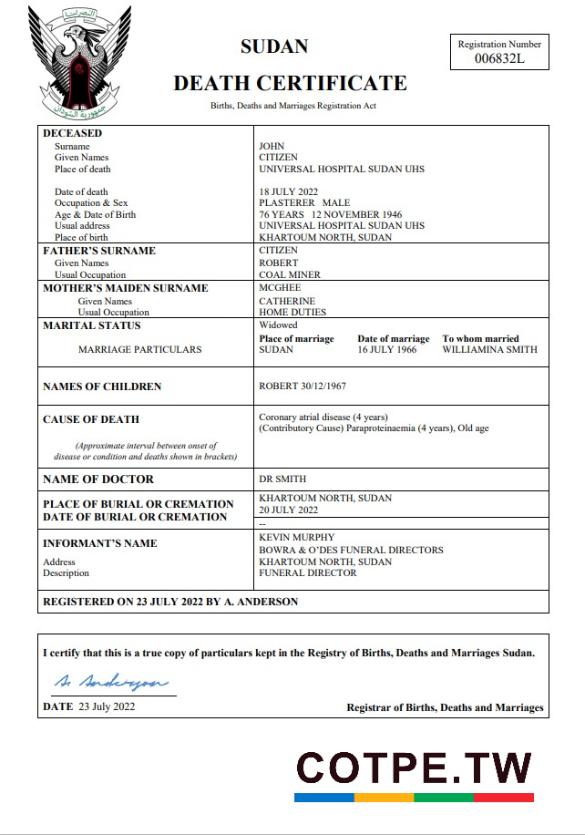 النصر لنا
جمهورية السودان
SUDAN
DEATH CERTIFICATE
Births, Deaths and Marriages Registration Act
Registration Number
006832L
DECEASED
Surname JOHN
Given Names CITIZEN
Place of death UNIVERSAL HOSPITAL SUDAN UHS
Date of death 18 JULY 2022
Occupation & Sex PLASTERER MALE
Age & Date of Birth 76 YEARS 12 NOVEMBER 1946
Usual address UNIVERSAL HOSPITAL SUDAN UHS
Place of birth KHARTOUM NORTH, SUDAN
FATHER'S SURNAME CITIZEN
Given Names ROBERT
Usual Occupation COAL MINER
MOTHER'S MAIDEN SURNAME MCGHEE
Given Names CATHERINE
Usual Occupation HOME DUTIES
MARITAL STATUS Widowed
Place of marriage Date of marriage To whom married
MARRIAGE PARTICULARS SUDAN 16 JULY 1966 WILLIAMINA SMITH
NAMES OF CHILDREN ROBERT 30/12/1967
CAUSE OF DEATH Coronary atrial disease (4 years)
(Contributory Cause) Paraproteinaemia (4 years), Old age
(Approximate interval between onset of
disease or condition and deaths shown in brackets)
NAME OF DOCTOR DR SMITH
PLACE OF BURIAL OR CREMATION KHARTOUM NORTH, SUDAN
DATE OF BURIAL OR CREMATION 20 JULY 2022
--
INFORMANT'S NAME KEVIN MURPHY
BOWRA & O'DES FUNERAL DIRECTORS
Address KHARTOUM NORTH, SUDAN
Description FUNERAL DIRECTOR
REGISTERED ON 23 JULY 2022 BY A. ANDERSON
I certify that this is a true copy of particulars kept in the Registry of Births, Deaths and Marriages Sudan.
A. Anderson
DATE 23 July 2022 Registrar of Births, Deaths and Marriages
COTPE.TW